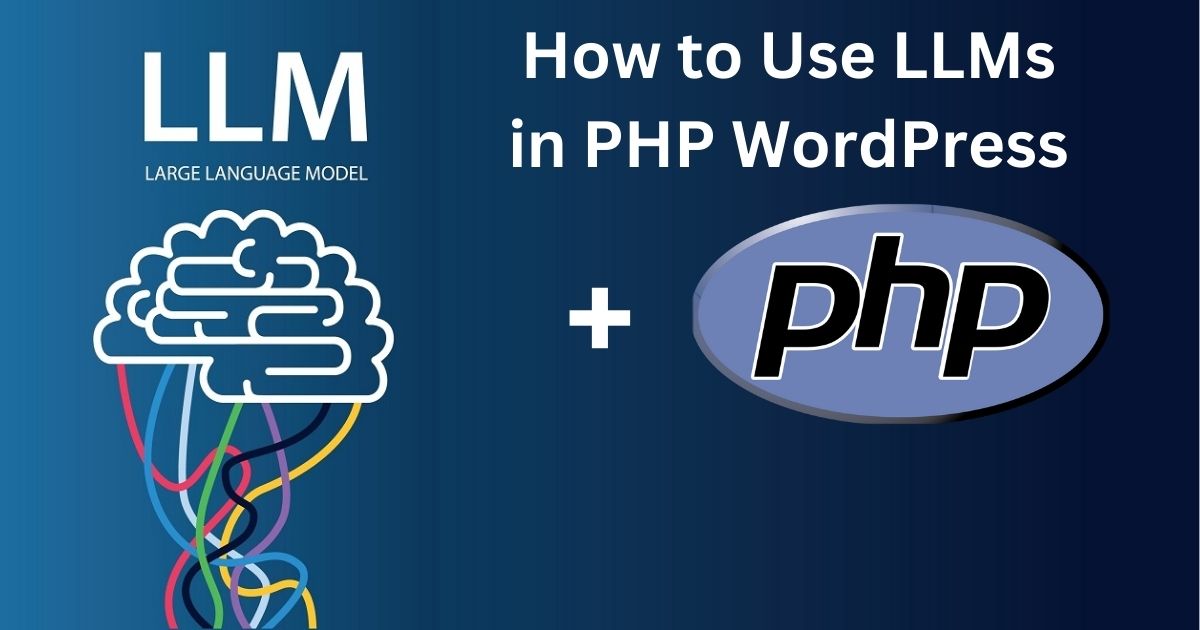 LLM
LARGE LANGUAGE MODEL
How to Use LLMs
in PHP WordPress
+
php